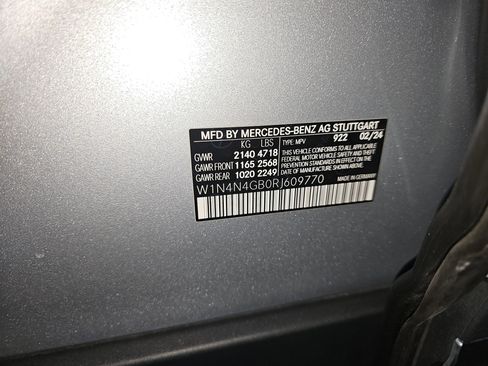 MFD BY MERCEDES-BENZ AG STUTTGART
KG LBS TYPE: MPV 922 02/24
GVWR 2140 4718
GAWR FRONT 1165 2568
GAWR REAR 1020 2249
THIS VEHICLE CONFORMS TO ALL APPLICABLE
FEDERAL MOTOR VEHICLE SAFETY, BUMPER, AND THEFT
PREVENTION STANDARDS IN EFFECT ON THE
DATE OF MANUFACTURE SHOWN ABOVE.
W1N4N4GB0RJ609770 MADE IN GERMANY